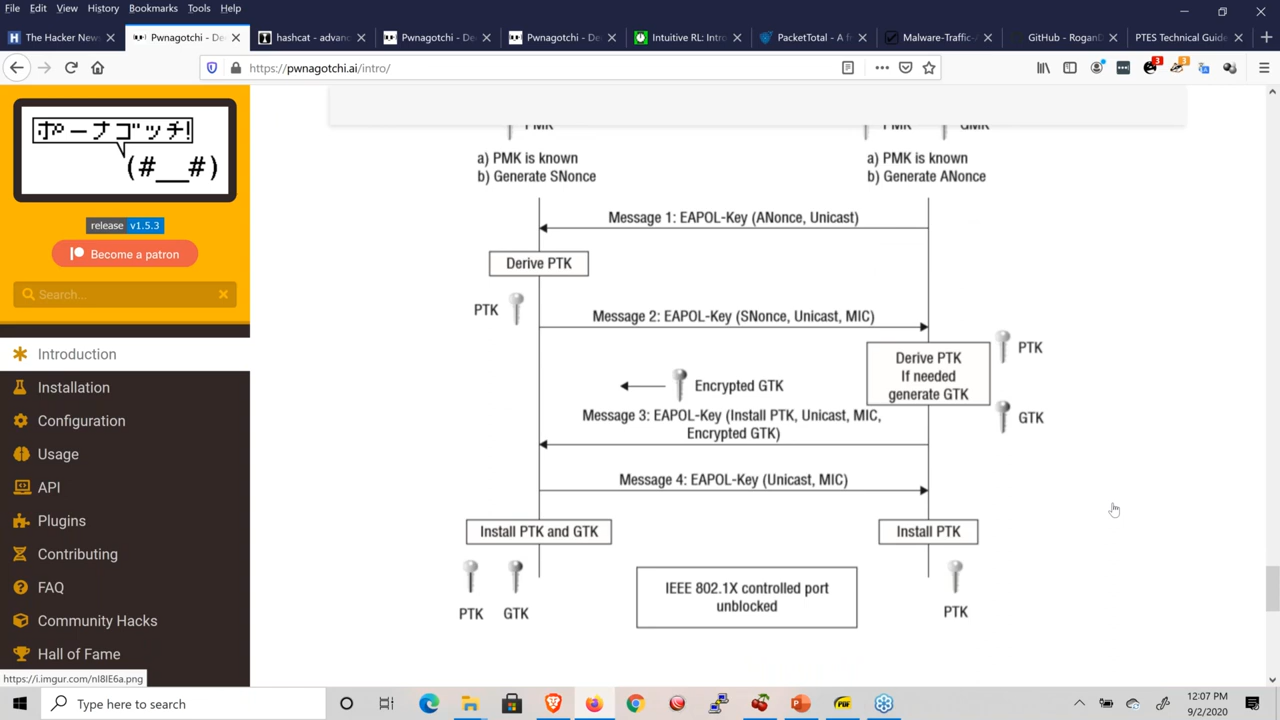 File Edit View History Bookmarks Tools Help
The Hacker News
Pwnagotchi - De
hashcat - advanc
Pwnagotchi - De
Pwnagotchi - De
Intuitive RL: Intro
PacketTotal - A fr
Malware-Traffic-A
GitHub - RoganD
PTES Technical Guide
https://pwnagotchi.ai/intro/
3
3
ポーナゴッチ!
(#__#)
release v1.5.3
Become a patron
Search...
Introduction
Installation
Configuration
Usage
API
Plugins
Contributing
FAQ
Community Hacks
Hall of Fame
https://i.imgur.com/nI8lE6a.png
PMK
PMK GMK
a) PMK is known
b) Generate SNonce
a) PMK is known
b) Generate ANonce
Message 1: EAPOL-Key (ANonce, Unicast)
Derive PTK
PTK
Message 2: EAPOL-Key (SNonce, Unicast, MIC)
Derive PTK
If needed
generate GTK
PTK
GTK
Encrypted GTK
Message 3: EAPOL-Key (Install PTK, Unicast, MIC,
Encrypted GTK)
Message 4: EAPOL-Key (Unicast, MIC)
Install PTK and GTK
Install PTK
PTK GTK
IEEE 802.1X controlled port
unblocked
PTK
Type here to search
12:07 PM
9/2/2020